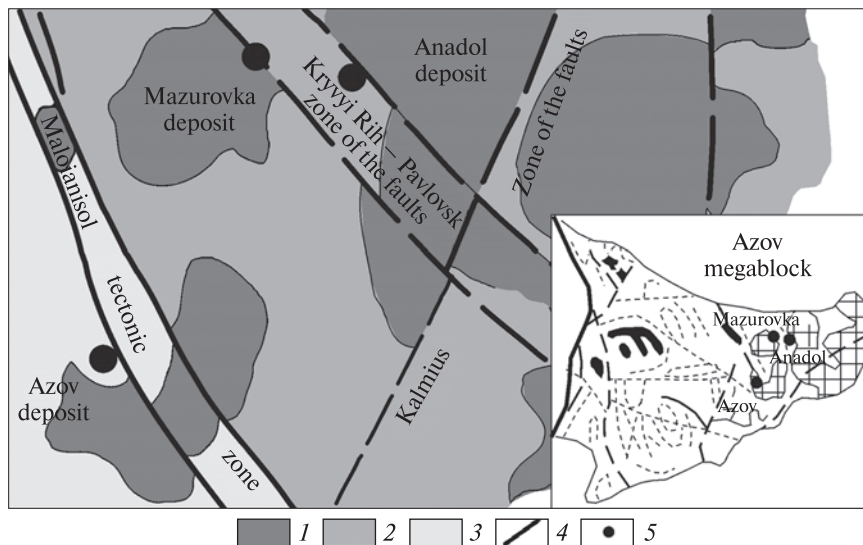 Anadol
deposit
Mazurovka
deposit
Kryvyi Rih – Pavlovsk
zone of the faults
Zone of the faults
Maloianisol
tectonic
zone
Azov
deposit
Kalmius
Azov
megablock
Mazurovka
Anadol
Azov
1 2 3 4 5